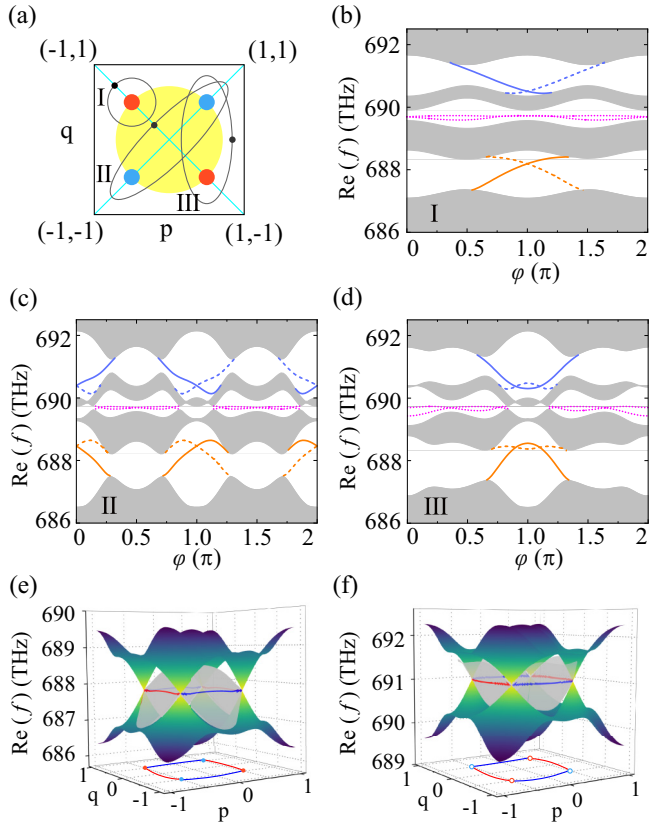 (a)
(-1,1)
(1,1)
I
q
II
III
(-1,-1)
p
(1,-1)
(b)
Re (f) (THz)
692
690
688
686
I
0
0.5
1.0
1.5
2
φ (π)
(c)
Re (f) (THz)
692
690
688
686
II
0
0.5
1.0
1.5
2
φ (π)
(d)
Re (f) (THz)
692
690
688
686
III
0
0.5
1.0
1.5
2
φ (π)
(e)
Re (f) (THz)
690
689
688
687
686
1
0
-1
q
-1
0
1
p
(f)
Re (f) (THz)
692
691
690
689
1
0
-1
q
-1
0
1
p